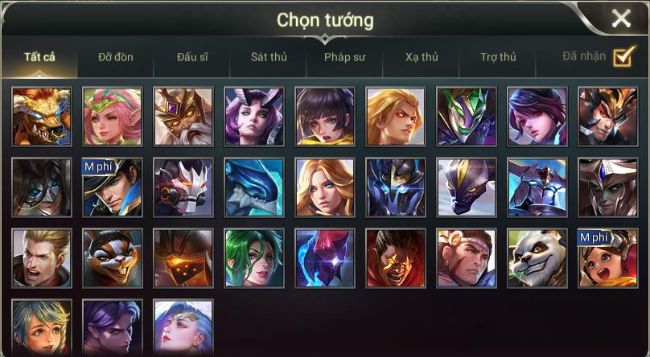 Chọn tướng
Tất cả Đỡ đòn Đấu sĩ Sát thủ Pháp sư Xạ thủ Trợ thủ Đã nhận
M phí
M phí